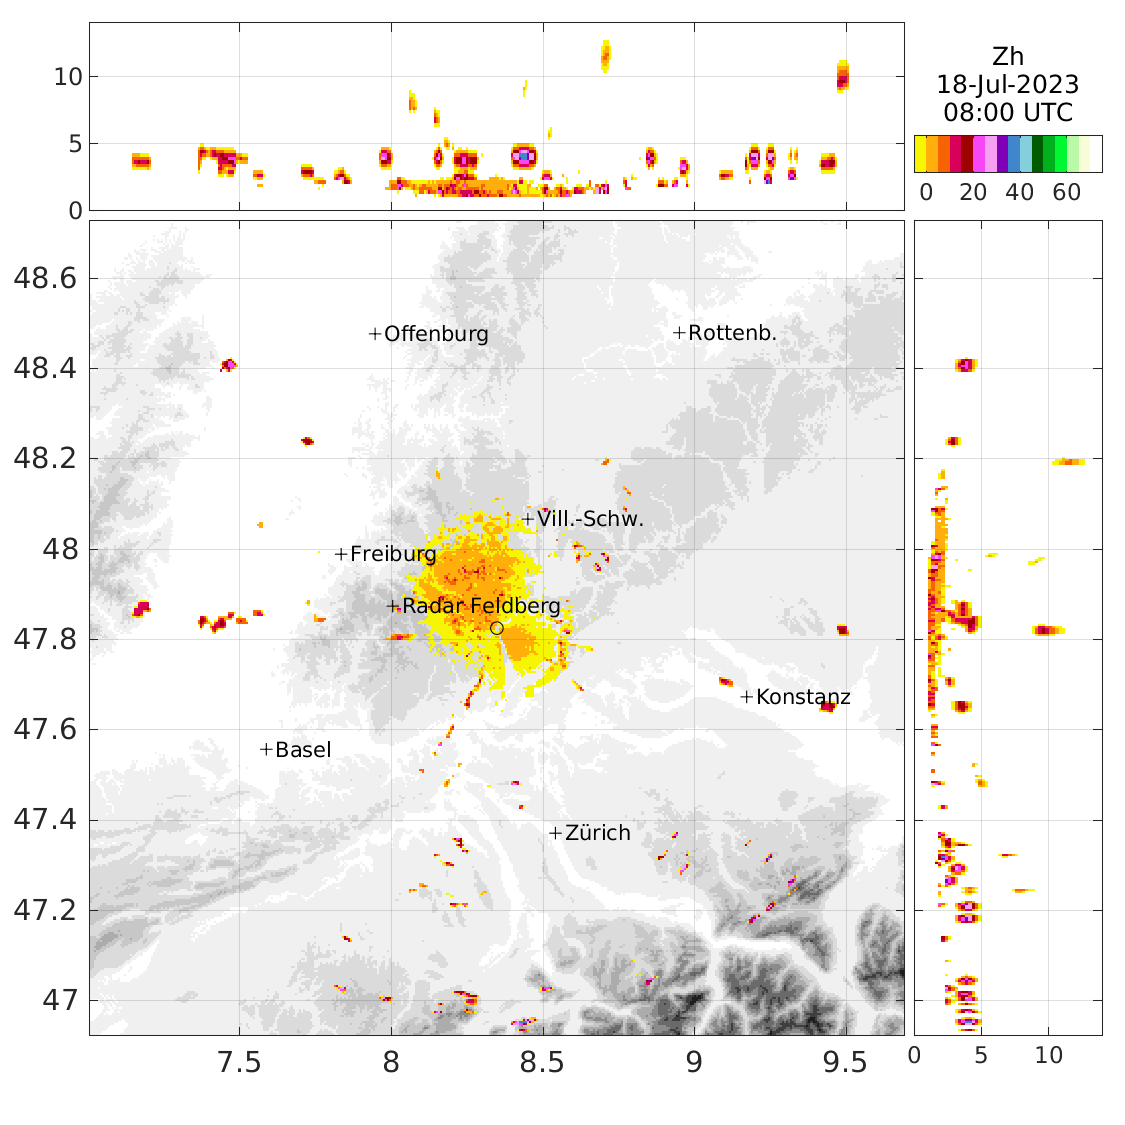 10
5
0
Zh
18-Jul-2023
08:00 UTC
0 20 40 60
48.6
48.4
48.2
48
47.8
47.6
47.4
47.2
47
+Offenburg
+Rottenb.
+Vill.-Schw.
+Freiburg
+Radar Feldberg
+Konstanz
+Basel
+Zürich
7.5 8 8.5 9 9.5
0 5 10